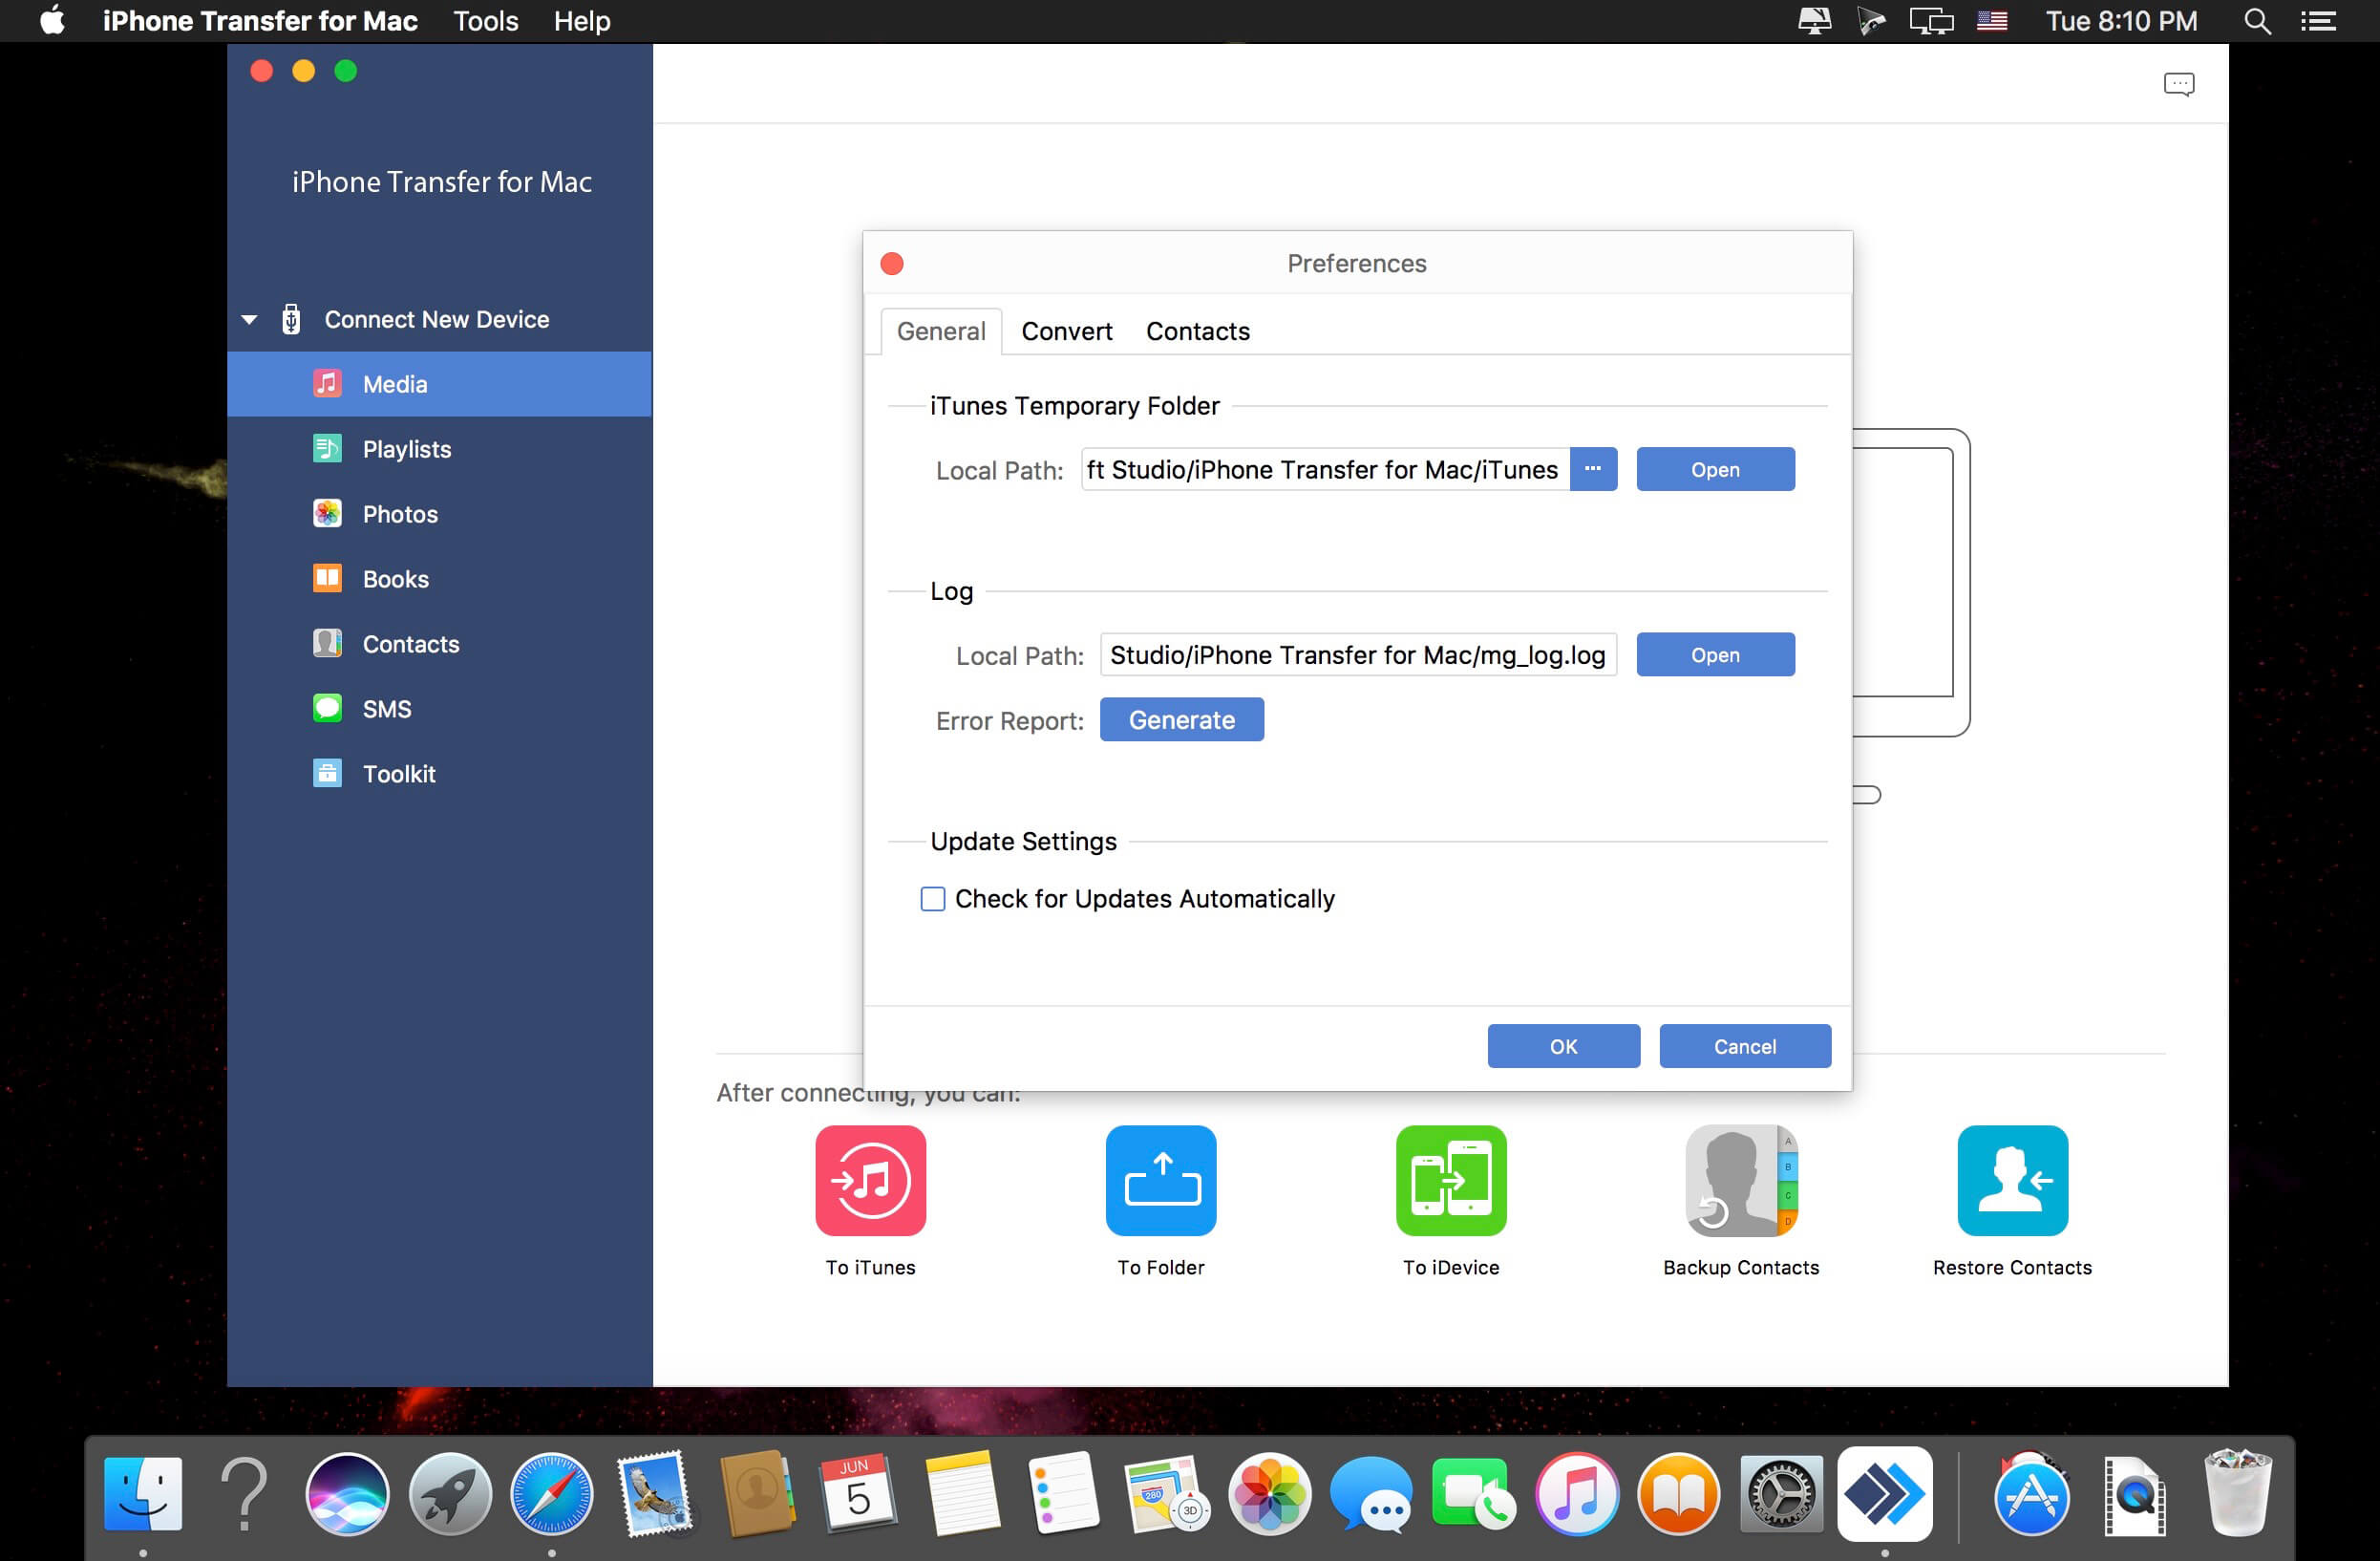 iPhone Transfer for Mac Tools Help Tue 8:10 PM
iPhone Transfer for Mac
Connect New Device
Media
Playlists
Photos
Books
Contacts
SMS
Toolkit
Preferences
General Convert Contacts
iTunes Temporary Folder
Local Path: ft Studio/iPhone Transfer for Mac/iTunes ... Open
Log
Local Path: Studio/iPhone Transfer for Mac/mg_log.log Open
Error Report: Generate
Update Settings
Check for Updates Automatically
OK Cancel
After connecting, you can:
A
B
C
D
To iTunes To Folder To iDevice Backup Contacts Restore Contacts
JUN
5
280
3D